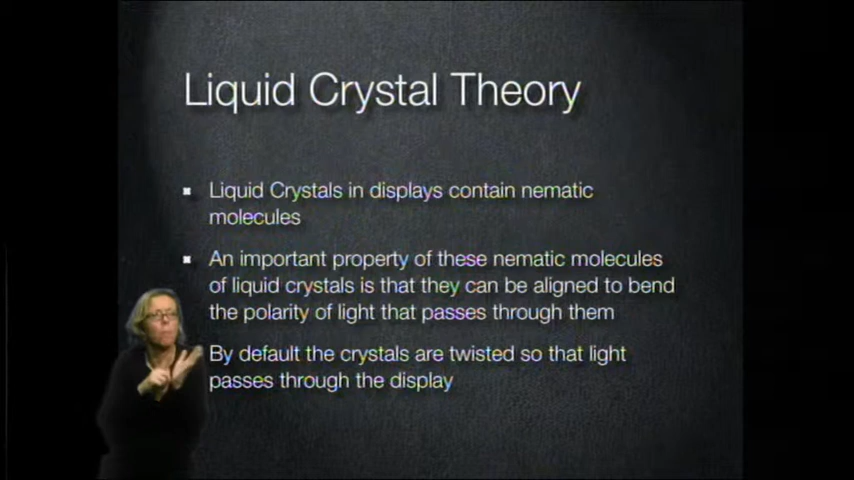 Liquid Crystal Theory
Liquid Crystals in displays contain nematic
molecules
An important property of these nematic molecules
of liquid crystals is that they can be aligned to bend
the polarity of light that passes through them
By default the crystals are twisted so that light
passes through the display